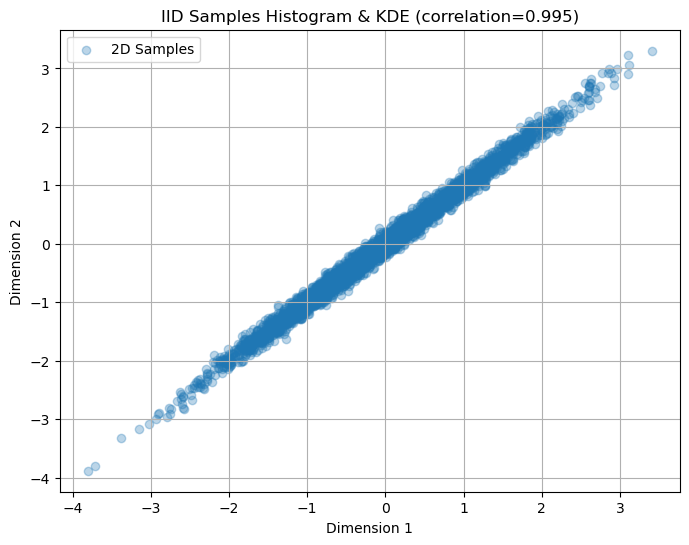 IID Samples Histogram & KDE (correlation=0.995)
2D Samples
3
2
1
0
−1
−2
−3
−4
Dimension 2
−4 −3 −2 −1 0 1 2 3
Dimension 1